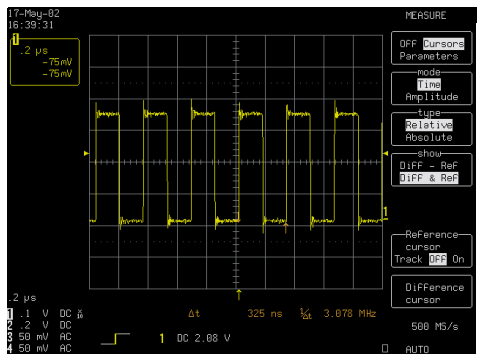 17-May-02
16:39:31
MEASURE
1
.2 µs
-75mV
-75mV
OFF Cursors
Parameters
mode
Time
Amplitude
type
Relative
Absolute
show
Diff - Ref
Diff & Ref
1
Reference
cursor
Track OFF On
Difference
cursor
.2 µs
1 .1 V DC X10
2 .2 V DC
3 50 mV AC
4 50 mV AC
Δt 325 ns 1/Δt 3.078 MHz
1 DC 2.08 V
500 MS/s
AUTO